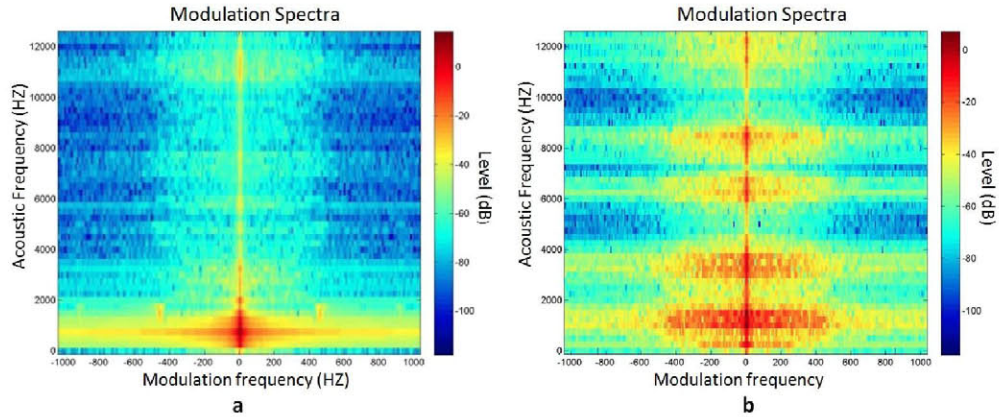 Modulation Spectra
Acoustic Frequency (HZ)
12000
10000
8000
6000
4000
2000
0
-1000 -800 -600 -400 -200 0 200 400 600 800 1000
Modulation frequency (HZ)
0
-20
-40
-60
-80
-100
Level (dB)
a
Modulation Spectra
Acoustic Frequency (HZ)
12000
10000
8000
6000
4000
2000
0
-1000 -800 -600 -400 -200 0 200 400 600 800 1000
Modulation frequency
0
-20
-40
-60
-80
-100
Level (dB)
b